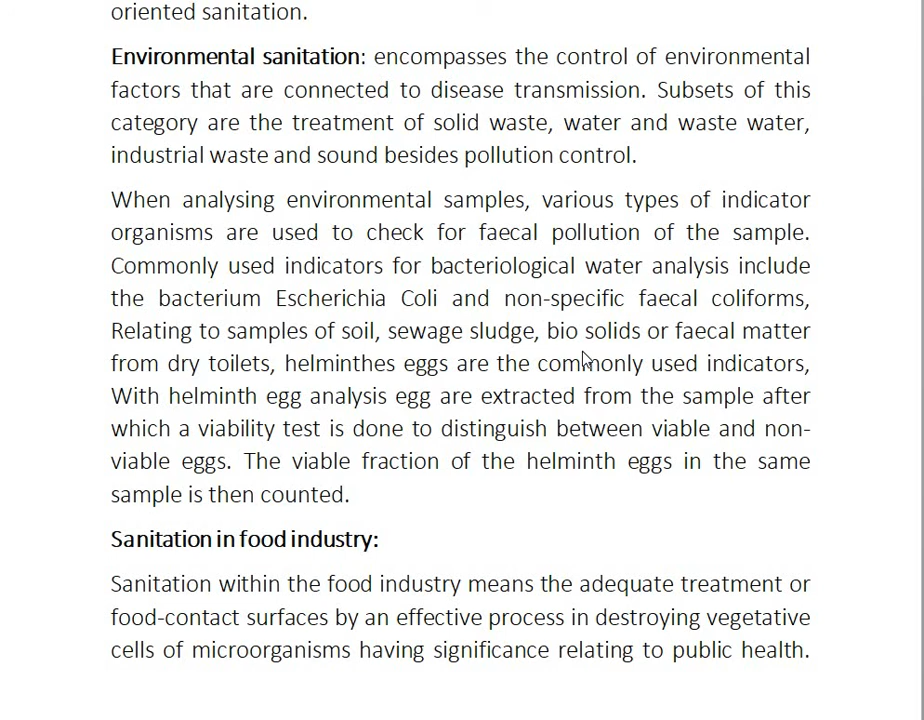 oriented sanitation.
Environmental sanitation: encompasses the control of environmental
factors that are connected to disease transmission. Subsets of this
category are the treatment of solid waste, water and waste water,
industrial waste and sound besides pollution control.
When analysing environmental samples, various types of indicator
organisms are used to check for faecal pollution of the sample.
Commonly used indicators for bacteriological water analysis include
the bacterium Escherichia Coli and non-specific faecal coliforms,
Relating to samples of soil, sewage sludge, bio solids or faecal matter
from dry toilets, helminthes eggs are the commonly used indicators,
With helminth egg analysis egg are extracted from the sample after
which a viability test is done to distinguish between viable and non-
viable eggs. The viable fraction of the helminth eggs in the same
sample is then counted.
Sanitation in food industry:
Sanitation within the food industry means the adequate treatment or
food-contact surfaces by an effective process in destroying vegetative
cells of microorganisms having significance relating to public health.